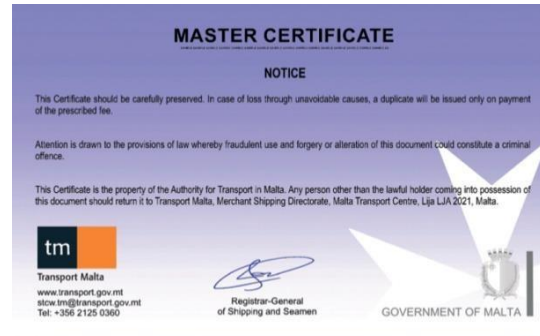 MASTER CERTIFICATE
NOTICE
This Certificate should be carefully preserved. In case of loss through unavoidable causes, a duplicate will be issued only on payment
of the prescribed fee.
Attention is drawn to the provisions of law whereby fraudulent use and forgery or alteration of this document could constitute a criminal
offence.
This Certificate is the property of the Authority for Transport in Malta. Any person other than the lawful holder coming into possession of
this document should return it to Transport Malta, Merchant Shipping Directorate, Malta Transport Centre, Lija LJA 2021, Malta.
tm
Transport Malta
www.transport.gov.mt
stcw.tm@transport.gov.mt
Tel: +356 2125 0360
Registrar-General
of Shipping and Seamen
GOVERNMENT OF MALTA